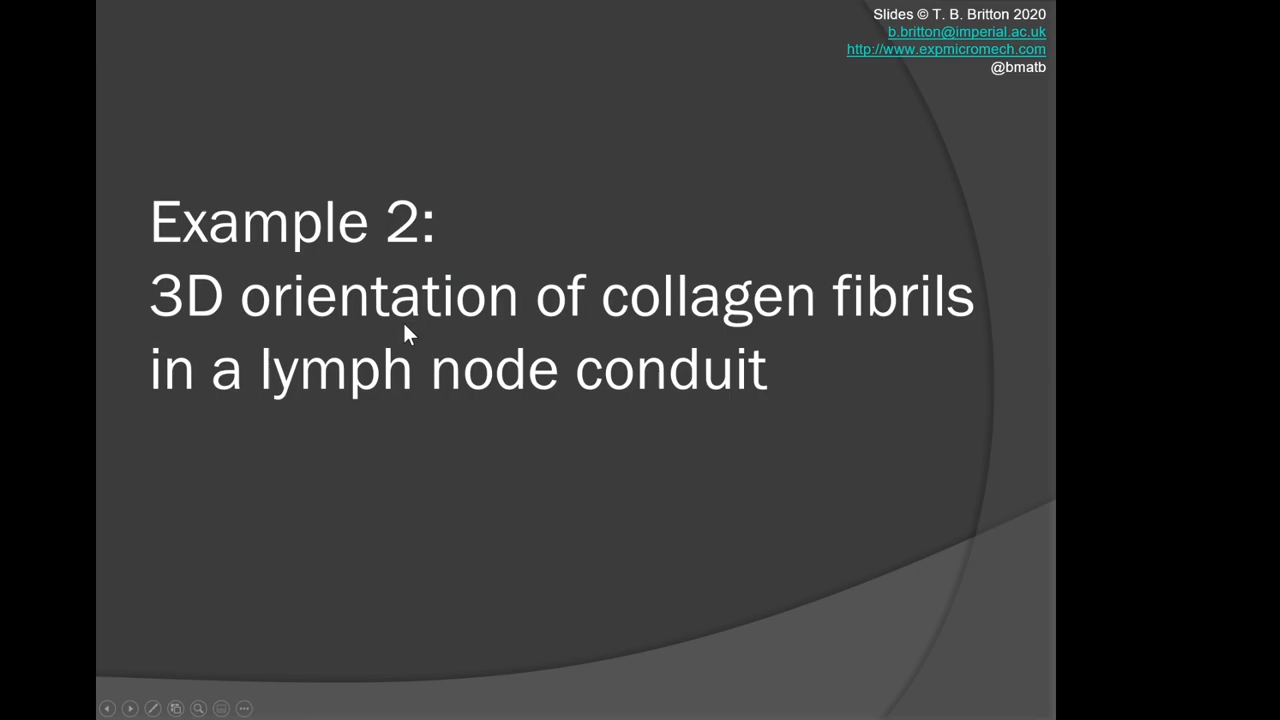 Slides © T. B. Britton 2020
b.britton@imperial.ac.uk
http://www.expmicromech.com
@bmatb
Example 2:
3D orientation of collagen fibrils
in a lymph node conduit